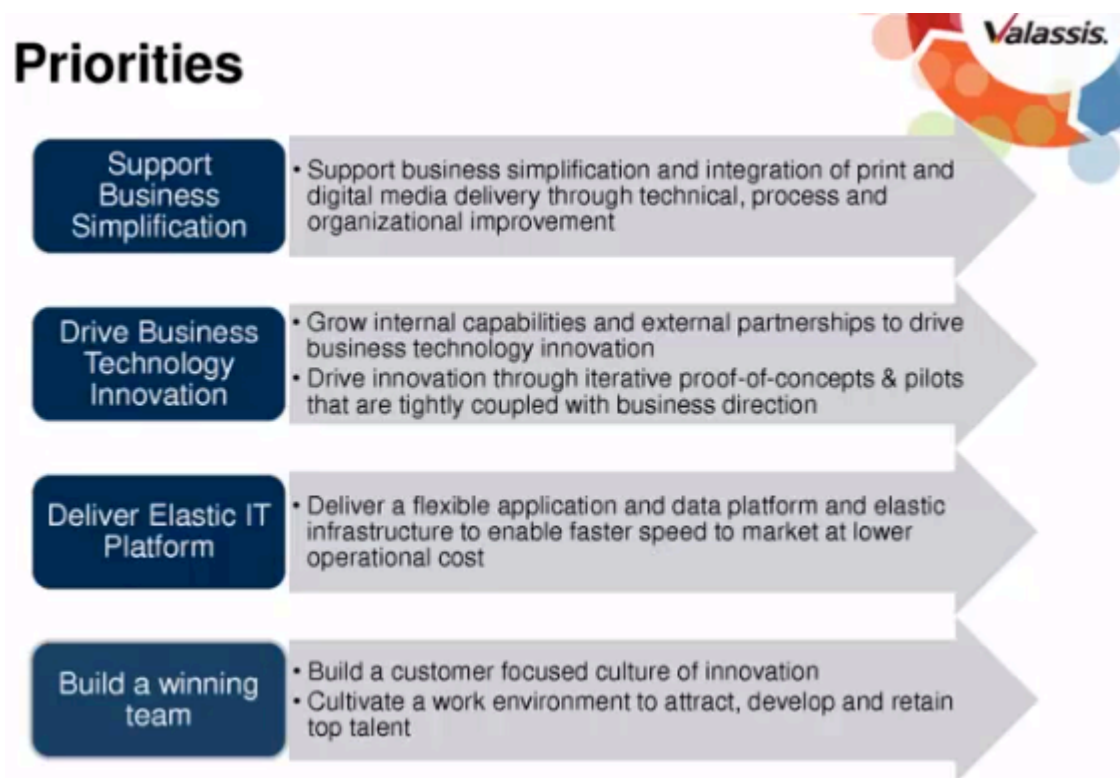 Valassis.
Priorities
Support
Business
Simplification
• Support business simplification and integration of print and
digital media delivery through technical, process and
organizational improvement
Drive Business
Technology
Innovation
• Grow internal capabilities and external partnerships to drive
business technology innovation
• Drive innovation through iterative proof-of-concepts & pilots
that are tightly coupled with business direction
Deliver Elastic IT
Platform
• Deliver a flexible application and data platform and elastic
infrastructure to enable faster speed to market at lower
operational cost
Build a winning
team
• Build a customer focused culture of innovation
• Cultivate a work environment to attract, develop and retain
top talent